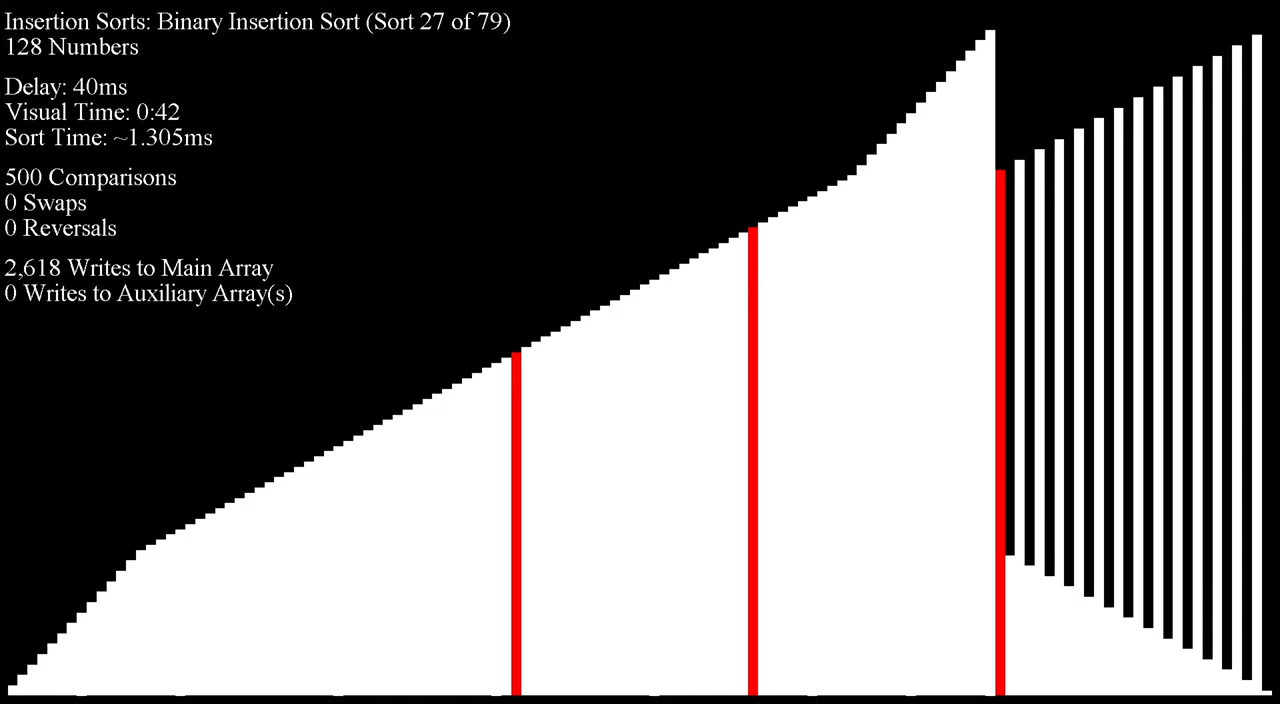 Insertion Sorts: Binary Insertion Sort (Sort 27 of 79)
128 Numbers
Delay: 40ms
Visual Time: 0:42
Sort Time: ~1.305ms
500 Comparisons
0 Swaps
0 Reversals
2,618 Writes to Main Array
0 Writes to Auxiliary Array(s)